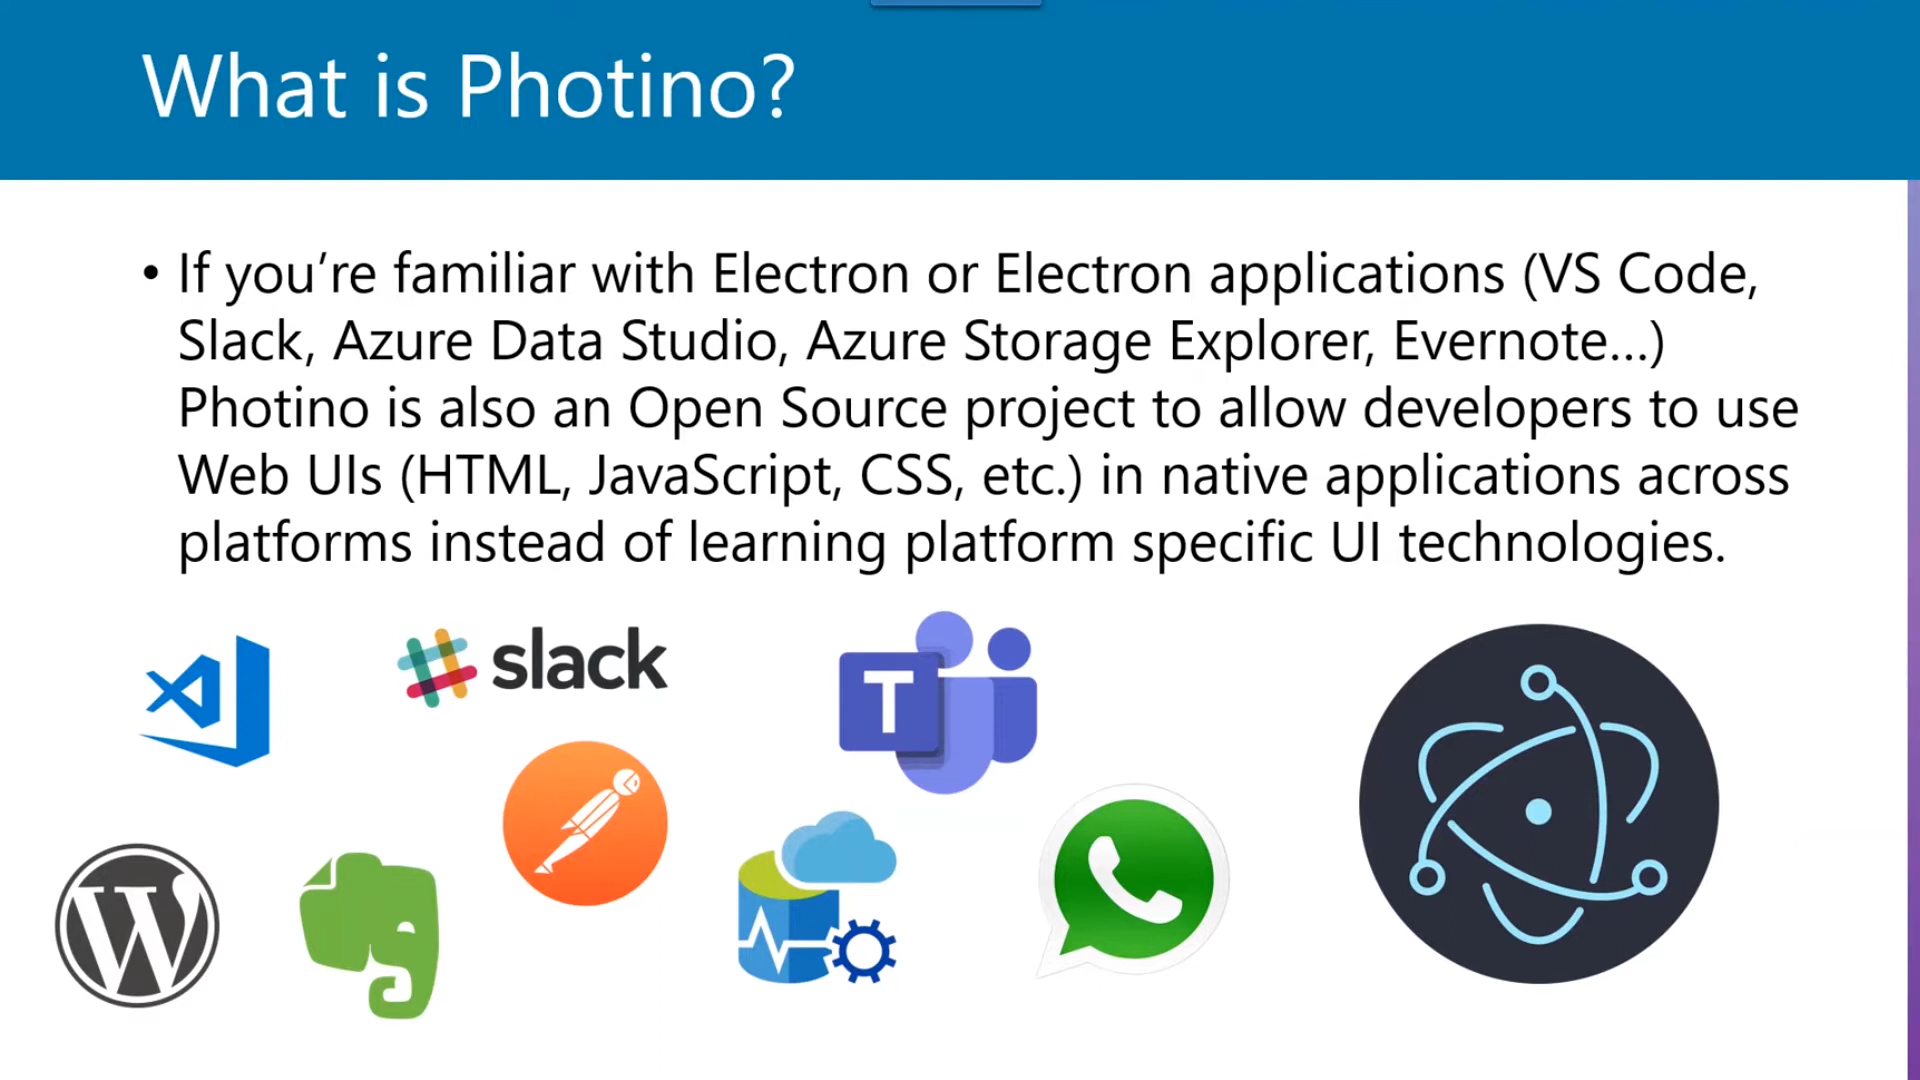 What is Photino?
• If you’re familiar with Electron or Electron applications (VS Code,
Slack, Azure Data Studio, Azure Storage Explorer, Evernote...)
Photino is also an Open Source project to allow developers to use
Web UIs (HTML, JavaScript, CSS, etc.) in native applications across
platforms instead of learning platform specific UI technologies.
slack
T
W